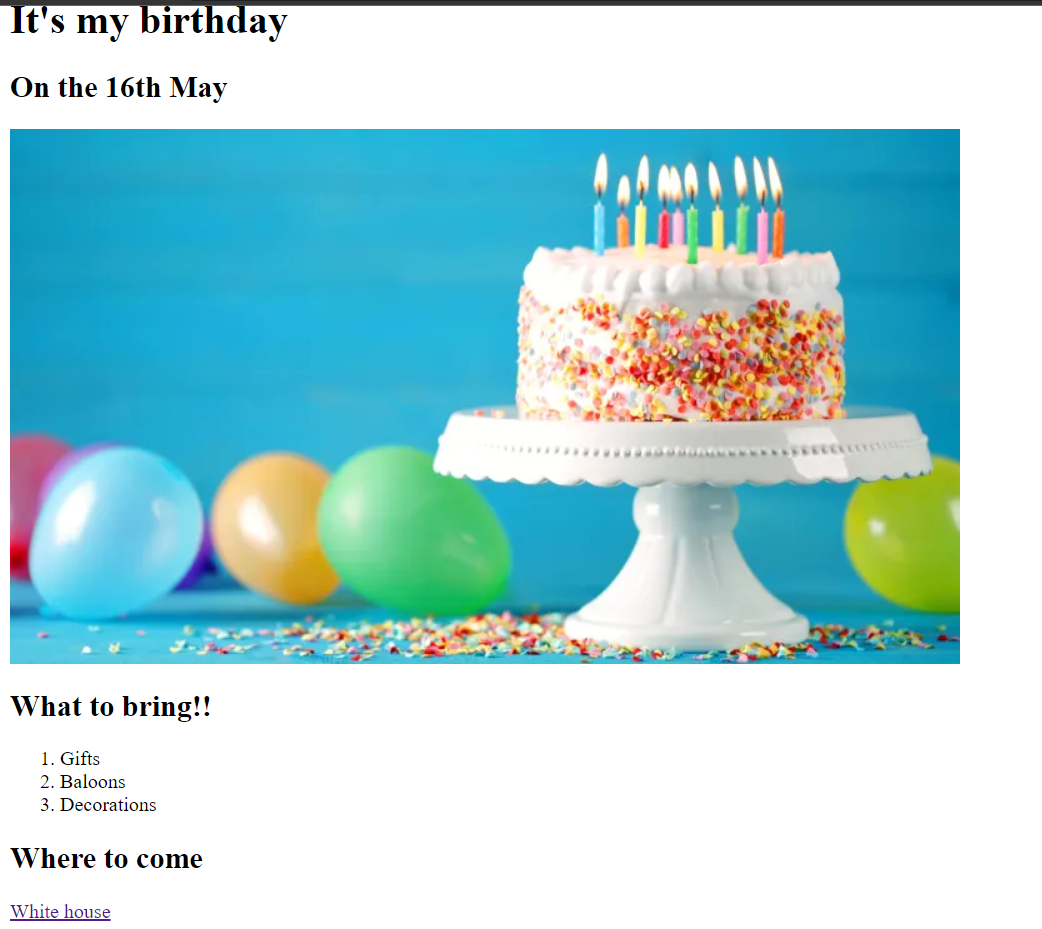 It's my birthday
On the 16th May
What to bring!!
1. Gifts
2. Baloons
3. Decorations
Where to come
White house